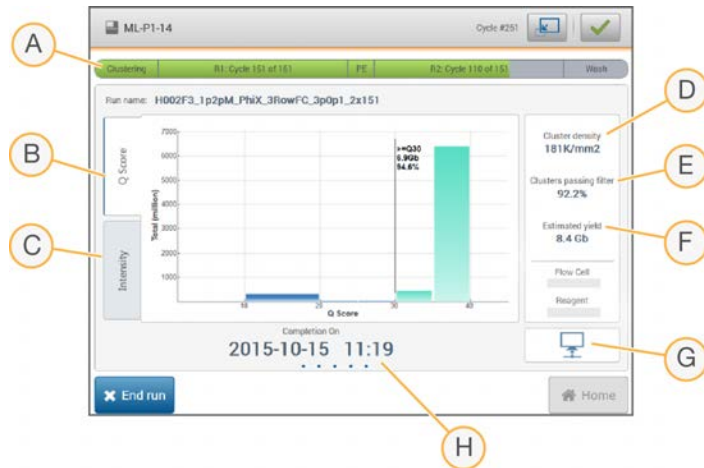 ML-P1-14
Cycle #251
A
Clustering
R1: Cycle 151 of 151
PE
R2: Cycle 110 of 151
Wash
Run name: H002F3_1p2pM_PhiX_3RowFC_3p0p1_2x151
B
Q Score
C
Intensity
Total (million)
7000
6000
5000
4000
3000
2000
1000
>=Q30
6.9Gb
94.6%
10
20
30
40
Q Score
Cluster density
181K/mm2
D
Clusters passing filter
92.2%
E
Estimated yield
8.4 Gb
F
Flow Cell
Reagent
G
Completion On
2015-10-15 11:19
H
End run
Home